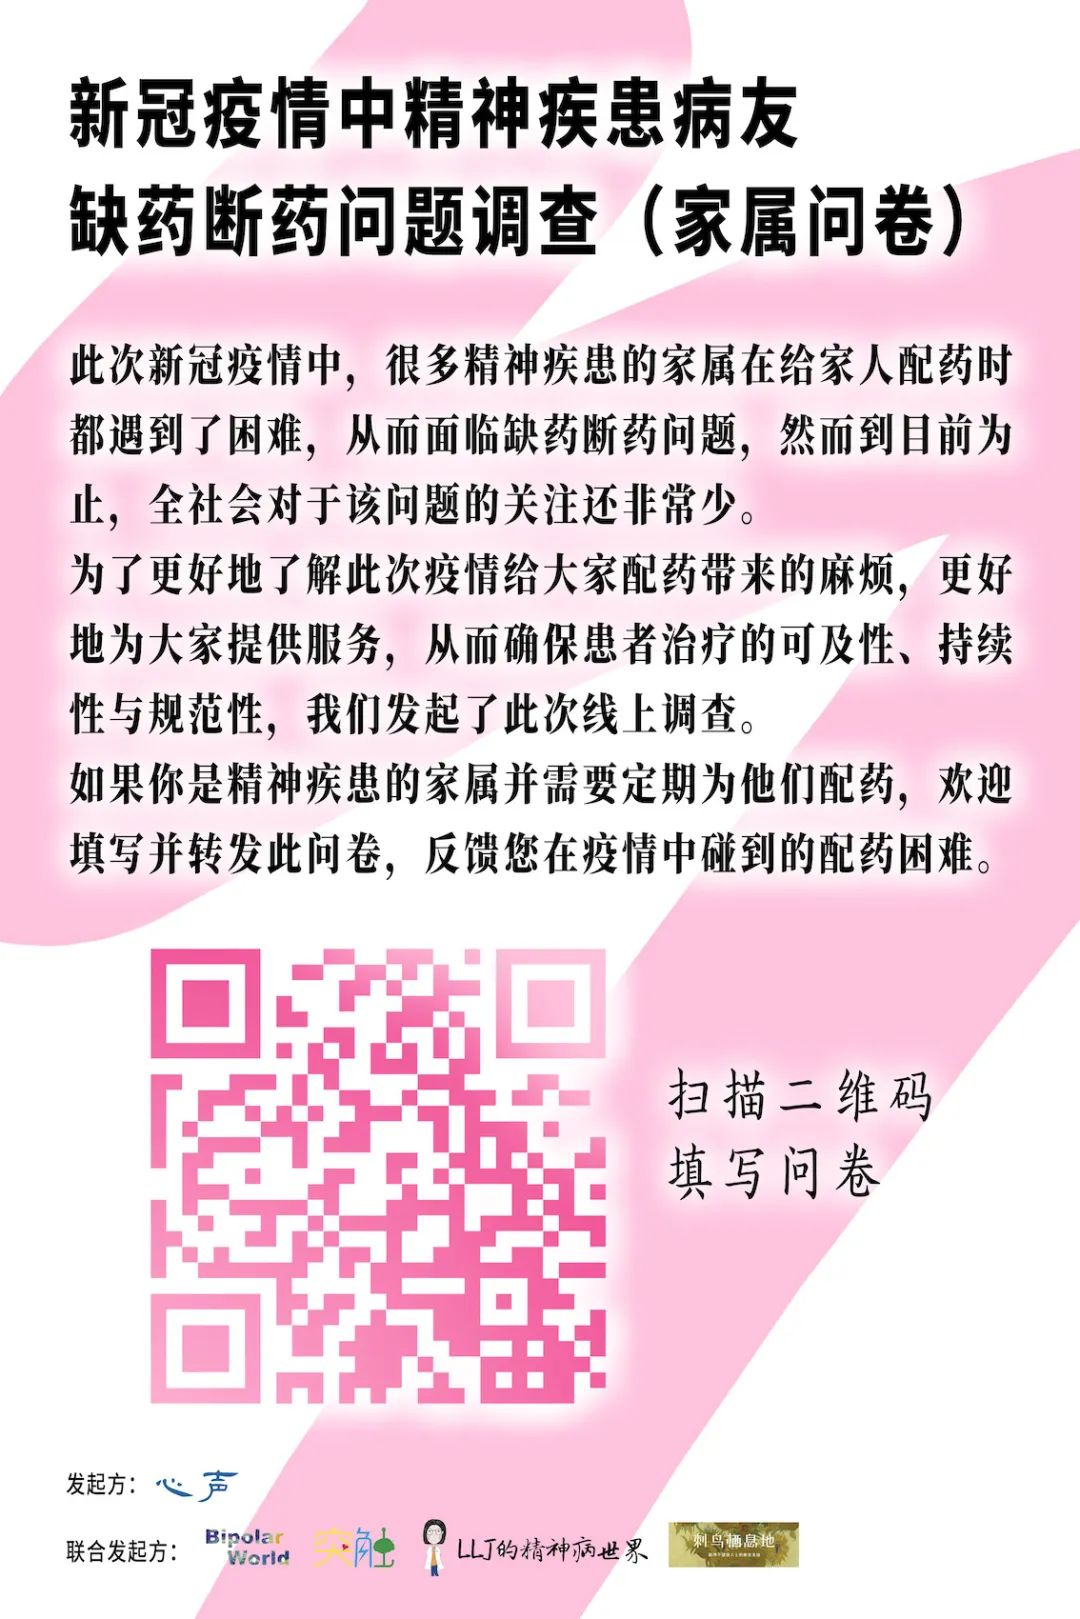 新冠疫情中精神疾患病友
缺药断药问题调查（家属问卷）
此次新冠疫情中，很多精神疾患的家属在给家人配药时
都遇到了困难，从而面临缺药断药问题，然而到目前为
止，全社会对于该问题的关注还非常少。
为了更好地了解此次疫情给大家配药带来的麻烦，更好
地为大家提供服务，从而确保患者治疗的可及性、持续
性与规范性，我们发起了此次线上调查。
如果你是精神疾患的家属并需要定期为他们配药，欢迎
填写并转发此问卷，反馈您在疫情中碰到的配药困难。
扫描二维码
填写问卷
发起方：心声
联合发起方：
Bipolar
World
突触
LLJ的精神病世界
刺鸟栖息地